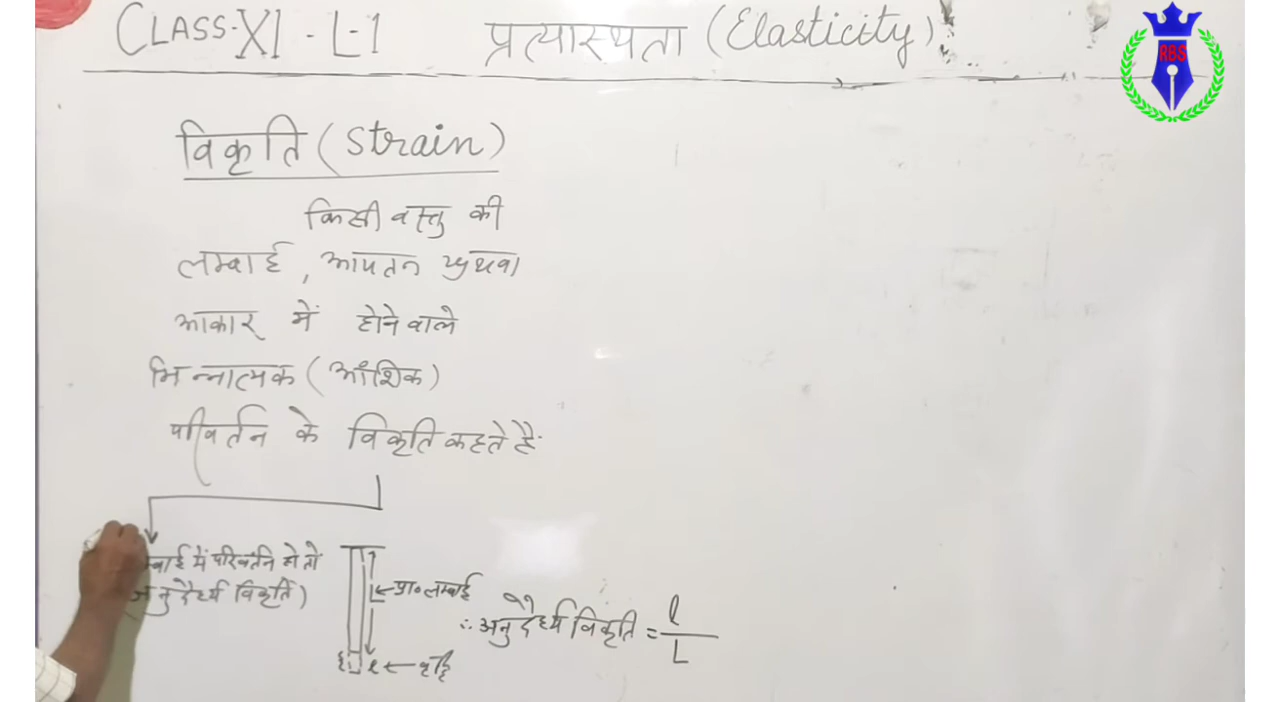 CLASS-XI - L-1 प्रत्यास्थता (Elasticity)
RBS
विकृति (Strain)
किसी वस्तु की
लम्बाई, आयतन अथवा
आकार में होने वाले
भिन्नात्मक (आंशिक)
परिवर्तन के विकृति कहते है
म्बाई में परिवर्तन हो तो
अनुदैर्ध्य विकृति)
L ← प्रा० लम्बाई
l ← वृद्धि
∴ अनुदैर्ध्य विकृति = l/L